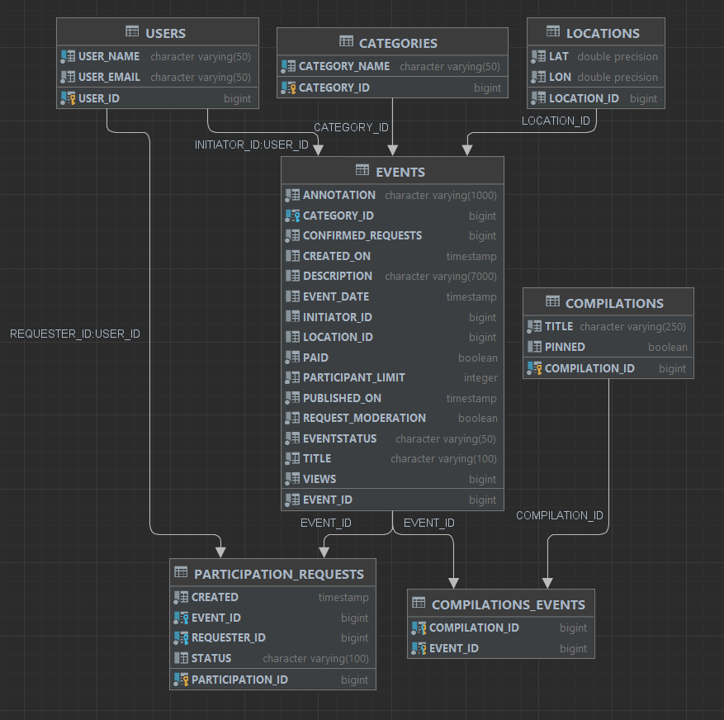 USERS
USER_NAME character varying(50)
USER_EMAIL character varying(50)
USER_ID bigint
CATEGORIES
CATEGORY_NAME character varying(50)
CATEGORY_ID bigint
LOCATIONS
LAT double precision
LON double precision
LOCATION_ID bigint
INITIATOR_ID:USER_ID
CATEGORY_ID
LOCATION_ID
EVENTS
ANNOTATION character varying(1000)
CATEGORY_ID bigint
CONFIRMED_REQUESTS bigint
CREATED_ON timestamp
DESCRIPTION character varying(7000)
EVENT_DATE timestamp
INITIATOR_ID bigint
LOCATION_ID bigint
PAID boolean
PARTICIPANT_LIMIT integer
PUBLISHED_ON timestamp
REQUEST_MODERATION boolean
EVENTSTATUS character varying(50)
TITLE character varying(100)
VIEWS bigint
EVENT_ID bigint
COMPILATIONS
TITLE character varying(250)
PINNED boolean
COMPILATION_ID bigint
REQUESTER_ID:USER_ID
EVENT_ID
EVENT_ID
COMPILATION_ID
PARTICIPATION_REQUESTS
CREATED timestamp
EVENT_ID bigint
REQUESTER_ID bigint
STATUS character varying(100)
PARTICIPATION_ID bigint
COMPILATIONS_EVENTS
COMPILATION_ID bigint
EVENT_ID bigint